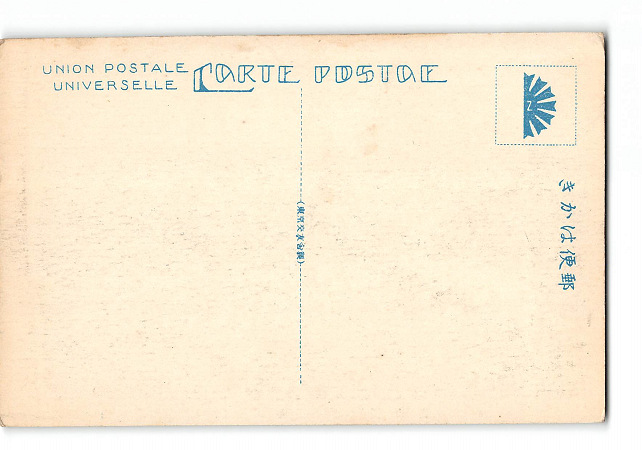 UNION POSTALE
UNIVERSELLE
CARTE POSTALE
きかは便郵